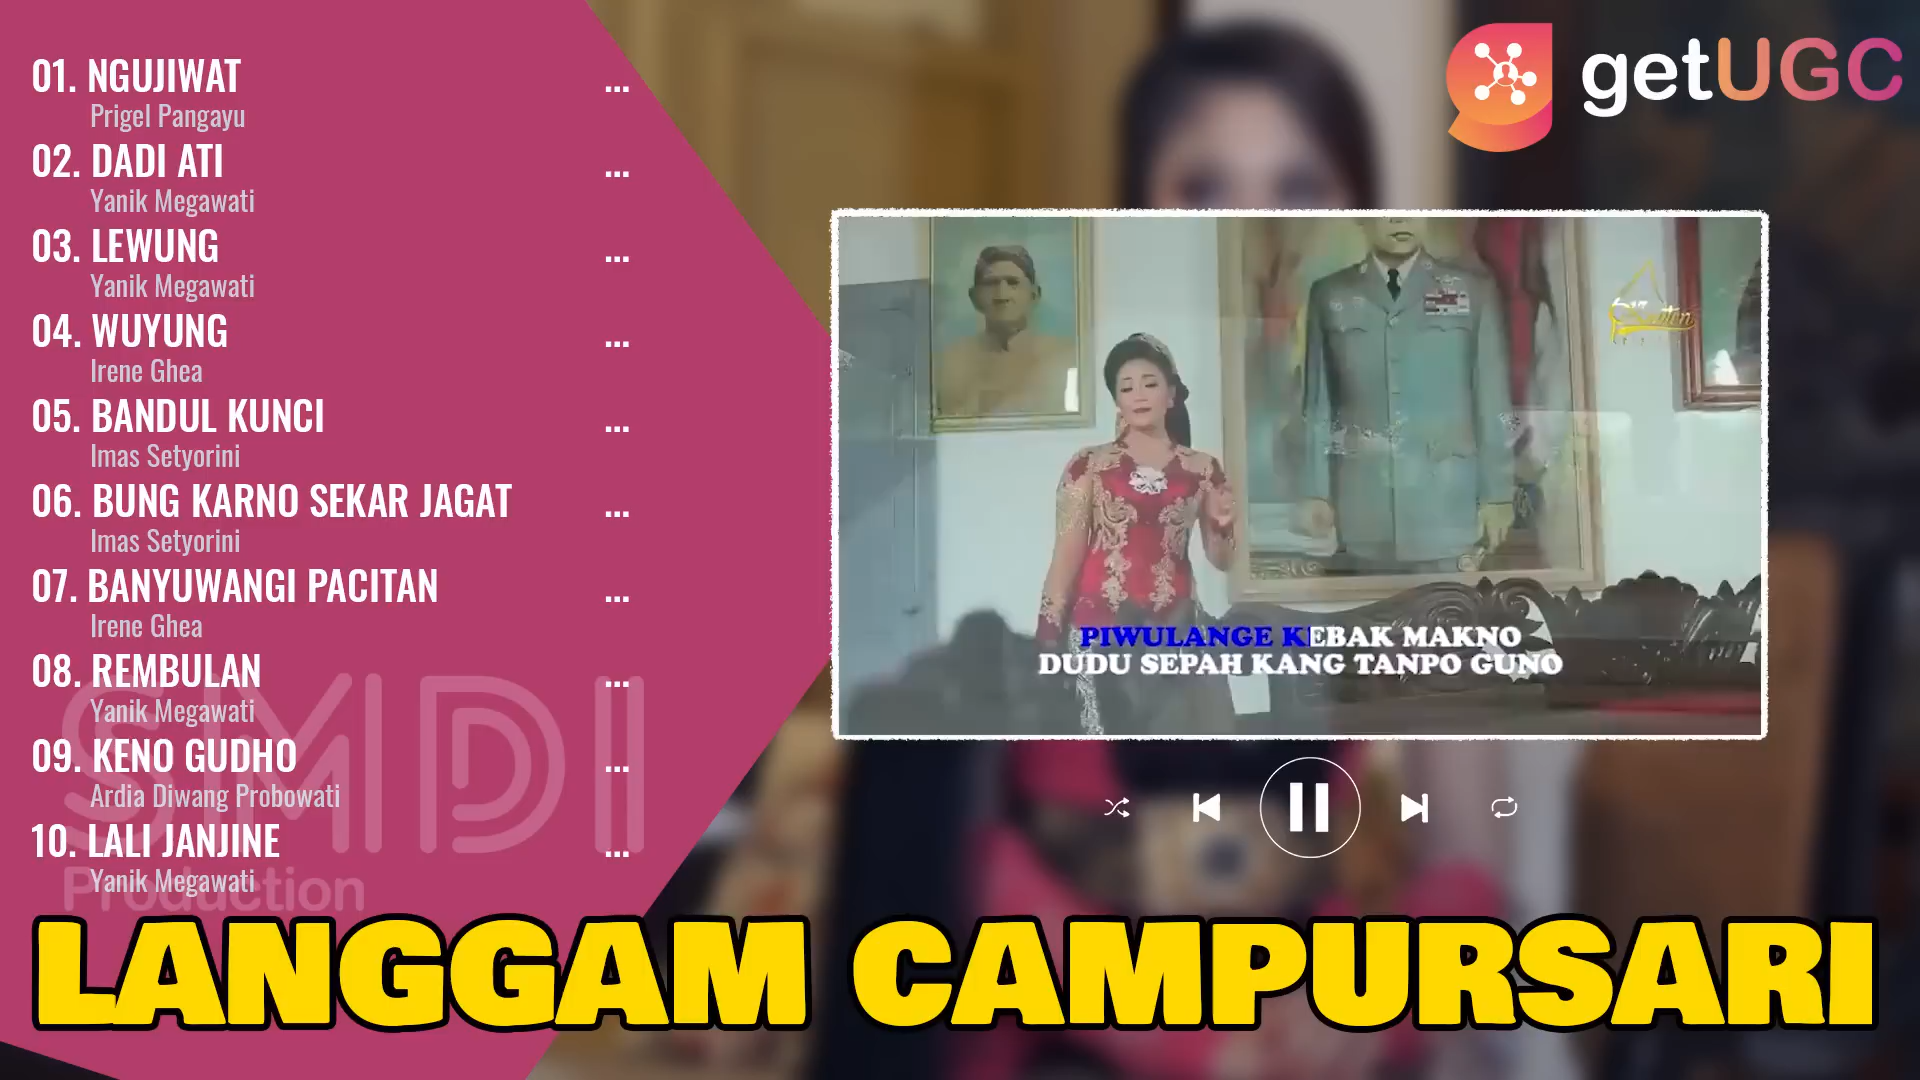 01. NGUJIWAT ...
Prigel Pangayu
02. DADI ATI ...
Yanik Megawati
03. LEWUNG ...
Yanik Megawati
04. WUYUNG ...
Irene Ghea
05. BANDUL KUNCI ...
Imas Setyorini
06. BUNG KARNO SEKAR JAGAT ...
Imas Setyorini
07. BANYUWANGI PACITAN ...
Irene Ghea
08. REMBULAN ...
Yanik Megawati
09. KENO GUDHO ...
Ardia Diwang Probowati
10. LALI JANJINE ...
Yanik Megawati
SMDI
Production
getUGC
PIWULANGE KEBAK MAKNO
DUDU SEPAH KANG TANPO GUNO
LANGGAM CAMPURSARI